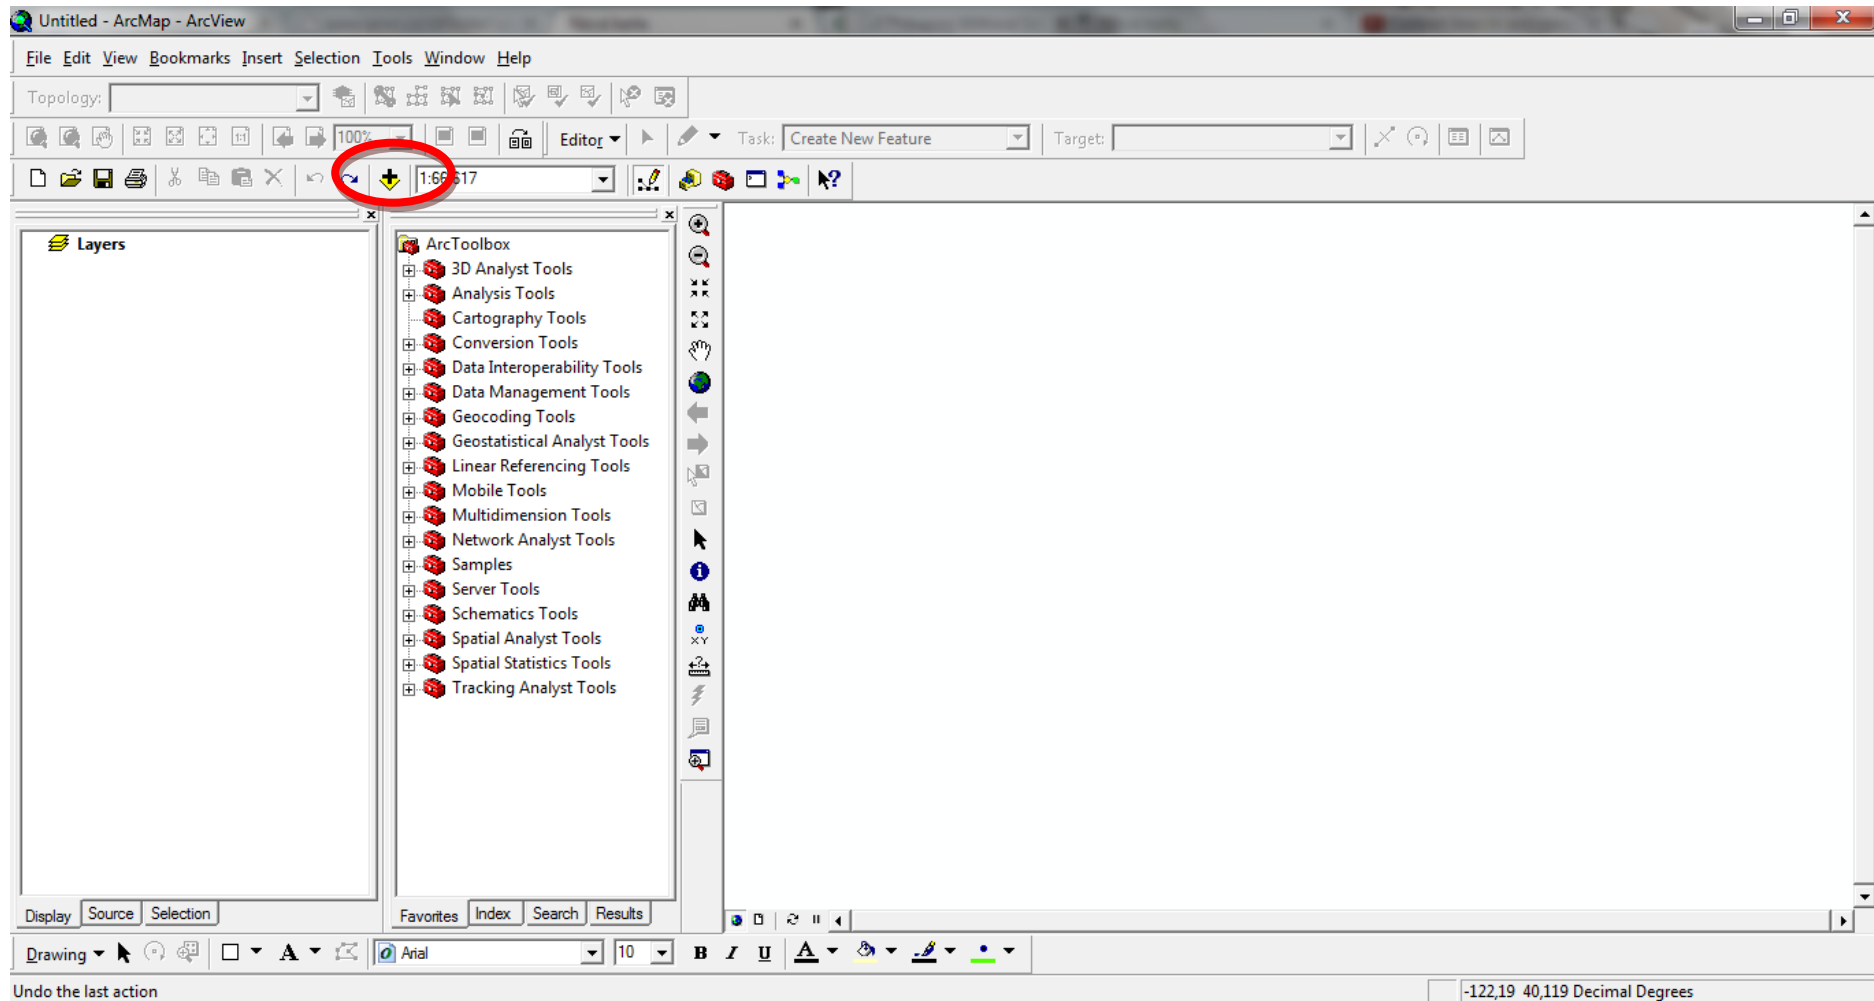 Untitled - ArcMap - ArcView
File Edit View Bookmarks Insert Selection Tools Window Help
Topology:
100% Editor Task: Create New Feature Target:
1:66 617
Layers
ArcToolbox
3D Analyst Tools
Analysis Tools
Cartography Tools
Conversion Tools
Data Interoperability Tools
Data Management Tools
Geocoding Tools
Geostatistical Analyst Tools
Linear Referencing Tools
Mobile Tools
Multidimension Tools
Network Analyst Tools
Samples
Server Tools
Schematics Tools
Spatial Analyst Tools
Spatial Statistics Tools
Tracking Analyst Tools
Display Source Selection
Favorites Index Search Results
Drawing A Arial 10 B I U A
Undo the last action
-122,19 40,119 Decimal Degrees